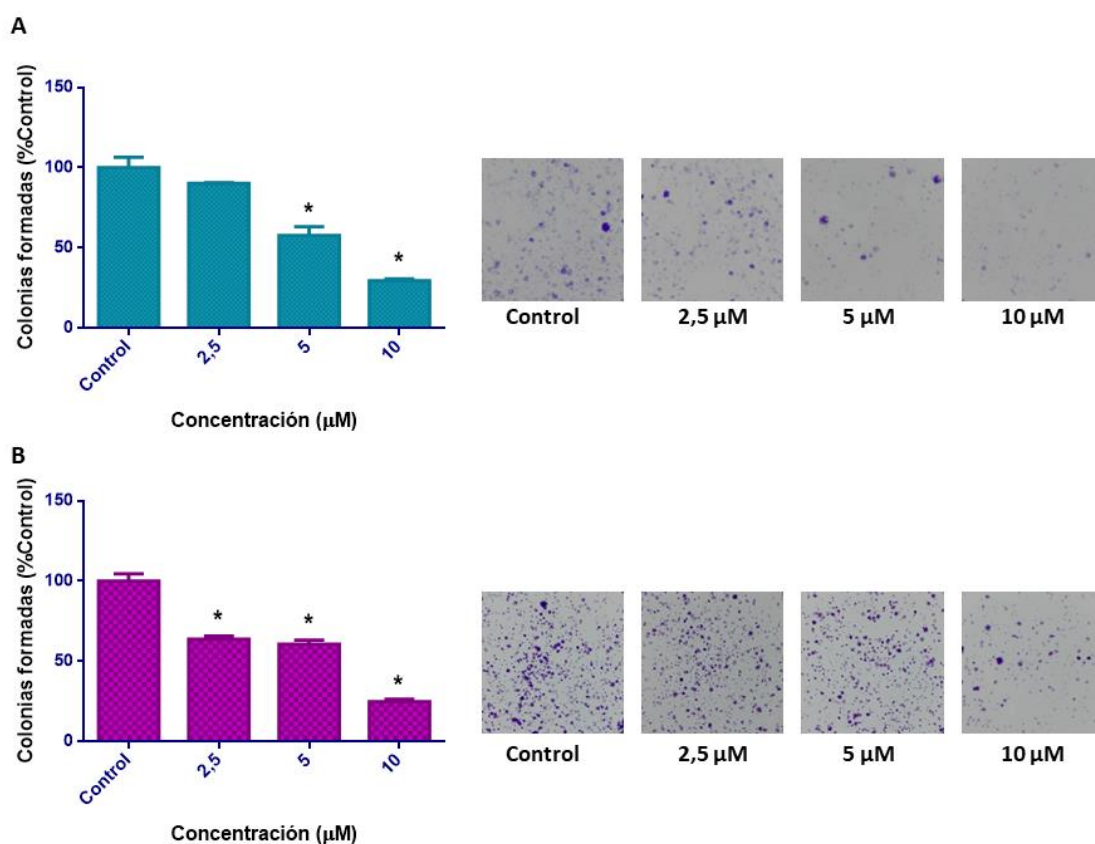 A
Colonias formadas (%Control)
150
100
50
0
*
*
Control
2,5
5
10
Concentración (μM)
Control
2,5 μM
5 μM
10 μM
B
Colonias formadas (%Control)
150
100
50
0
*
*
*
Control
2,5
5
10
Concentración (μM)
Control
2,5 μM
5 μM
10 μM